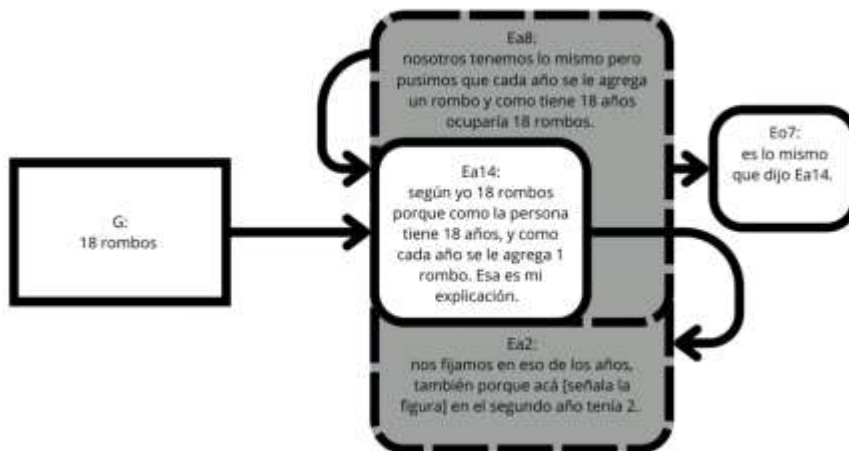 Ea8:
nosotros tenemos lo mismo pero
pusimos que cada año se le agrega
un rombo y como tiene 18 años
ocuparía 18 rombos.
Eo7:
es lo mismo
que dijo Ea14.
G:
18 rombos
Ea14:
según yo 18 rombos
porque como la persona
tiene 18 años, y como
cada año se le agrega 1
rombo. Esa es mi
explicación.
Ea2:
nos fijamos en eso de los años,
también porque acá [señala la
figura] en el segundo año tenía 2.